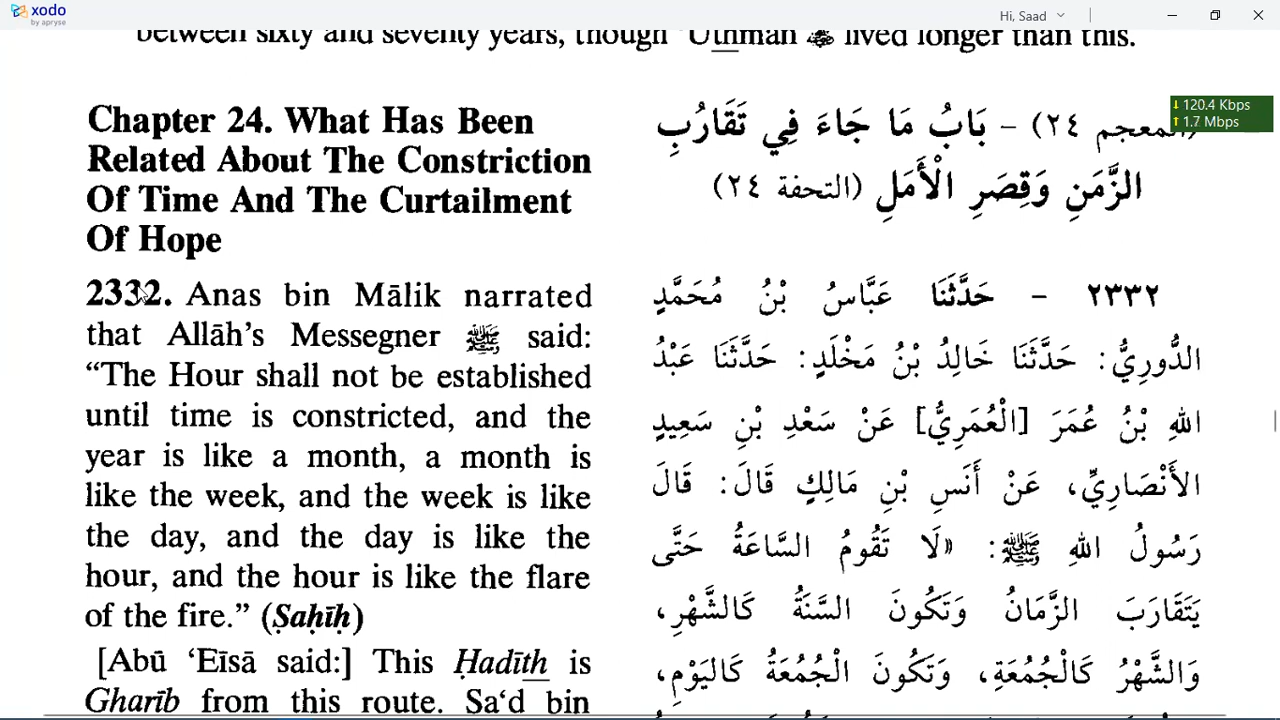 xodo
by apryse
Hi, Saad
between sixty and seventy years, though 'Uthman lived longer than this.
↓ 120.4 Kbps
↑ 1.7 Mbps
Chapter 24. What Has Been
Related About The Constriction
Of Time And The Curtailment
Of Hope
2332. Anas bin Mālik narrated
that Allāh's Messegner ﷺ said:
“The Hour shall not be established
until time is constricted, and the
year is like a month, a month is
like the week, and the week is like
the day, and the day is like the
hour, and the hour is like the flare
of the fire.” (Ṣaḥīḥ)
[Abū ‘Eīsā said:] This Ḥadīth is
Gharīb from this route. Sa‘d bin
(المعجم ٢٤) – بَابُ مَا جَاءَ فِي تَقَارُبِ
الزَّمَنِ وَقِصَرِ الْأَمَلِ (التحفة ٢٤)
٢٣٣٢ – حَدَّثَنَا عَبَّاسُ بْنُ مُحَمَّدٍ
الدُّورِيُّ: حَدَّثَنَا خَالِدُ بْنُ مَخْلَدٍ: حَدَّثَنَا عَبْدُ
اللهِ بْنُ عُمَرَ [الْعُمَرِيُّ] عَنْ سَعْدِ بْنِ سَعِيدٍ
الأَنْصَارِيِّ، عَنْ أَنَسِ بْنِ مَالِكٍ قَالَ: قَالَ
رَسُولُ اللهِ ﷺ: «لَا تَقُومُ السَّاعَةُ حَتَّى
يَتَقَارَبَ الزَّمَانُ وَتَكُونَ السَّنَةُ كَالشَّهْرِ،
وَالشَّهْرُ كَالْجُمُعَةِ، وَتَكُونَ الْجُمُعَةُ كَالْيَوْمِ،